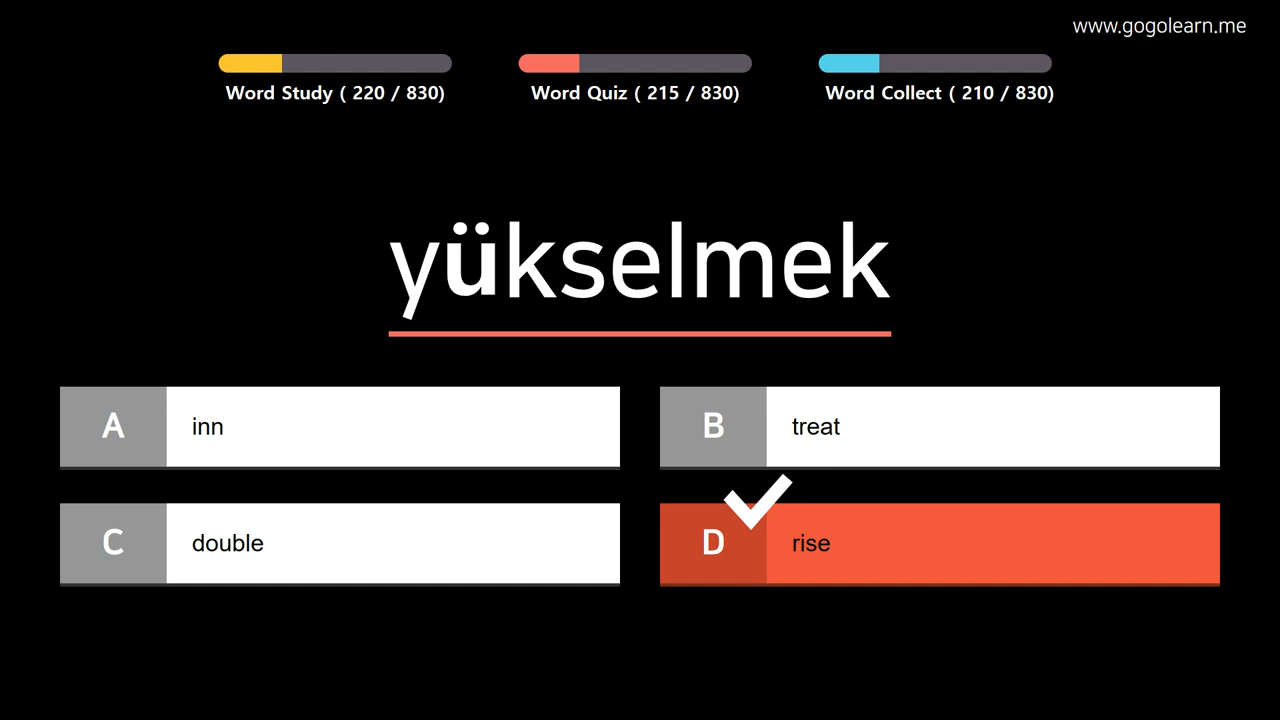 www.gogolearn.me
Word Study ( 220 / 830)
Word Quiz ( 215 / 830)
Word Collect ( 210 / 830)
yükselmek
A inn
B treat
C double
D rise